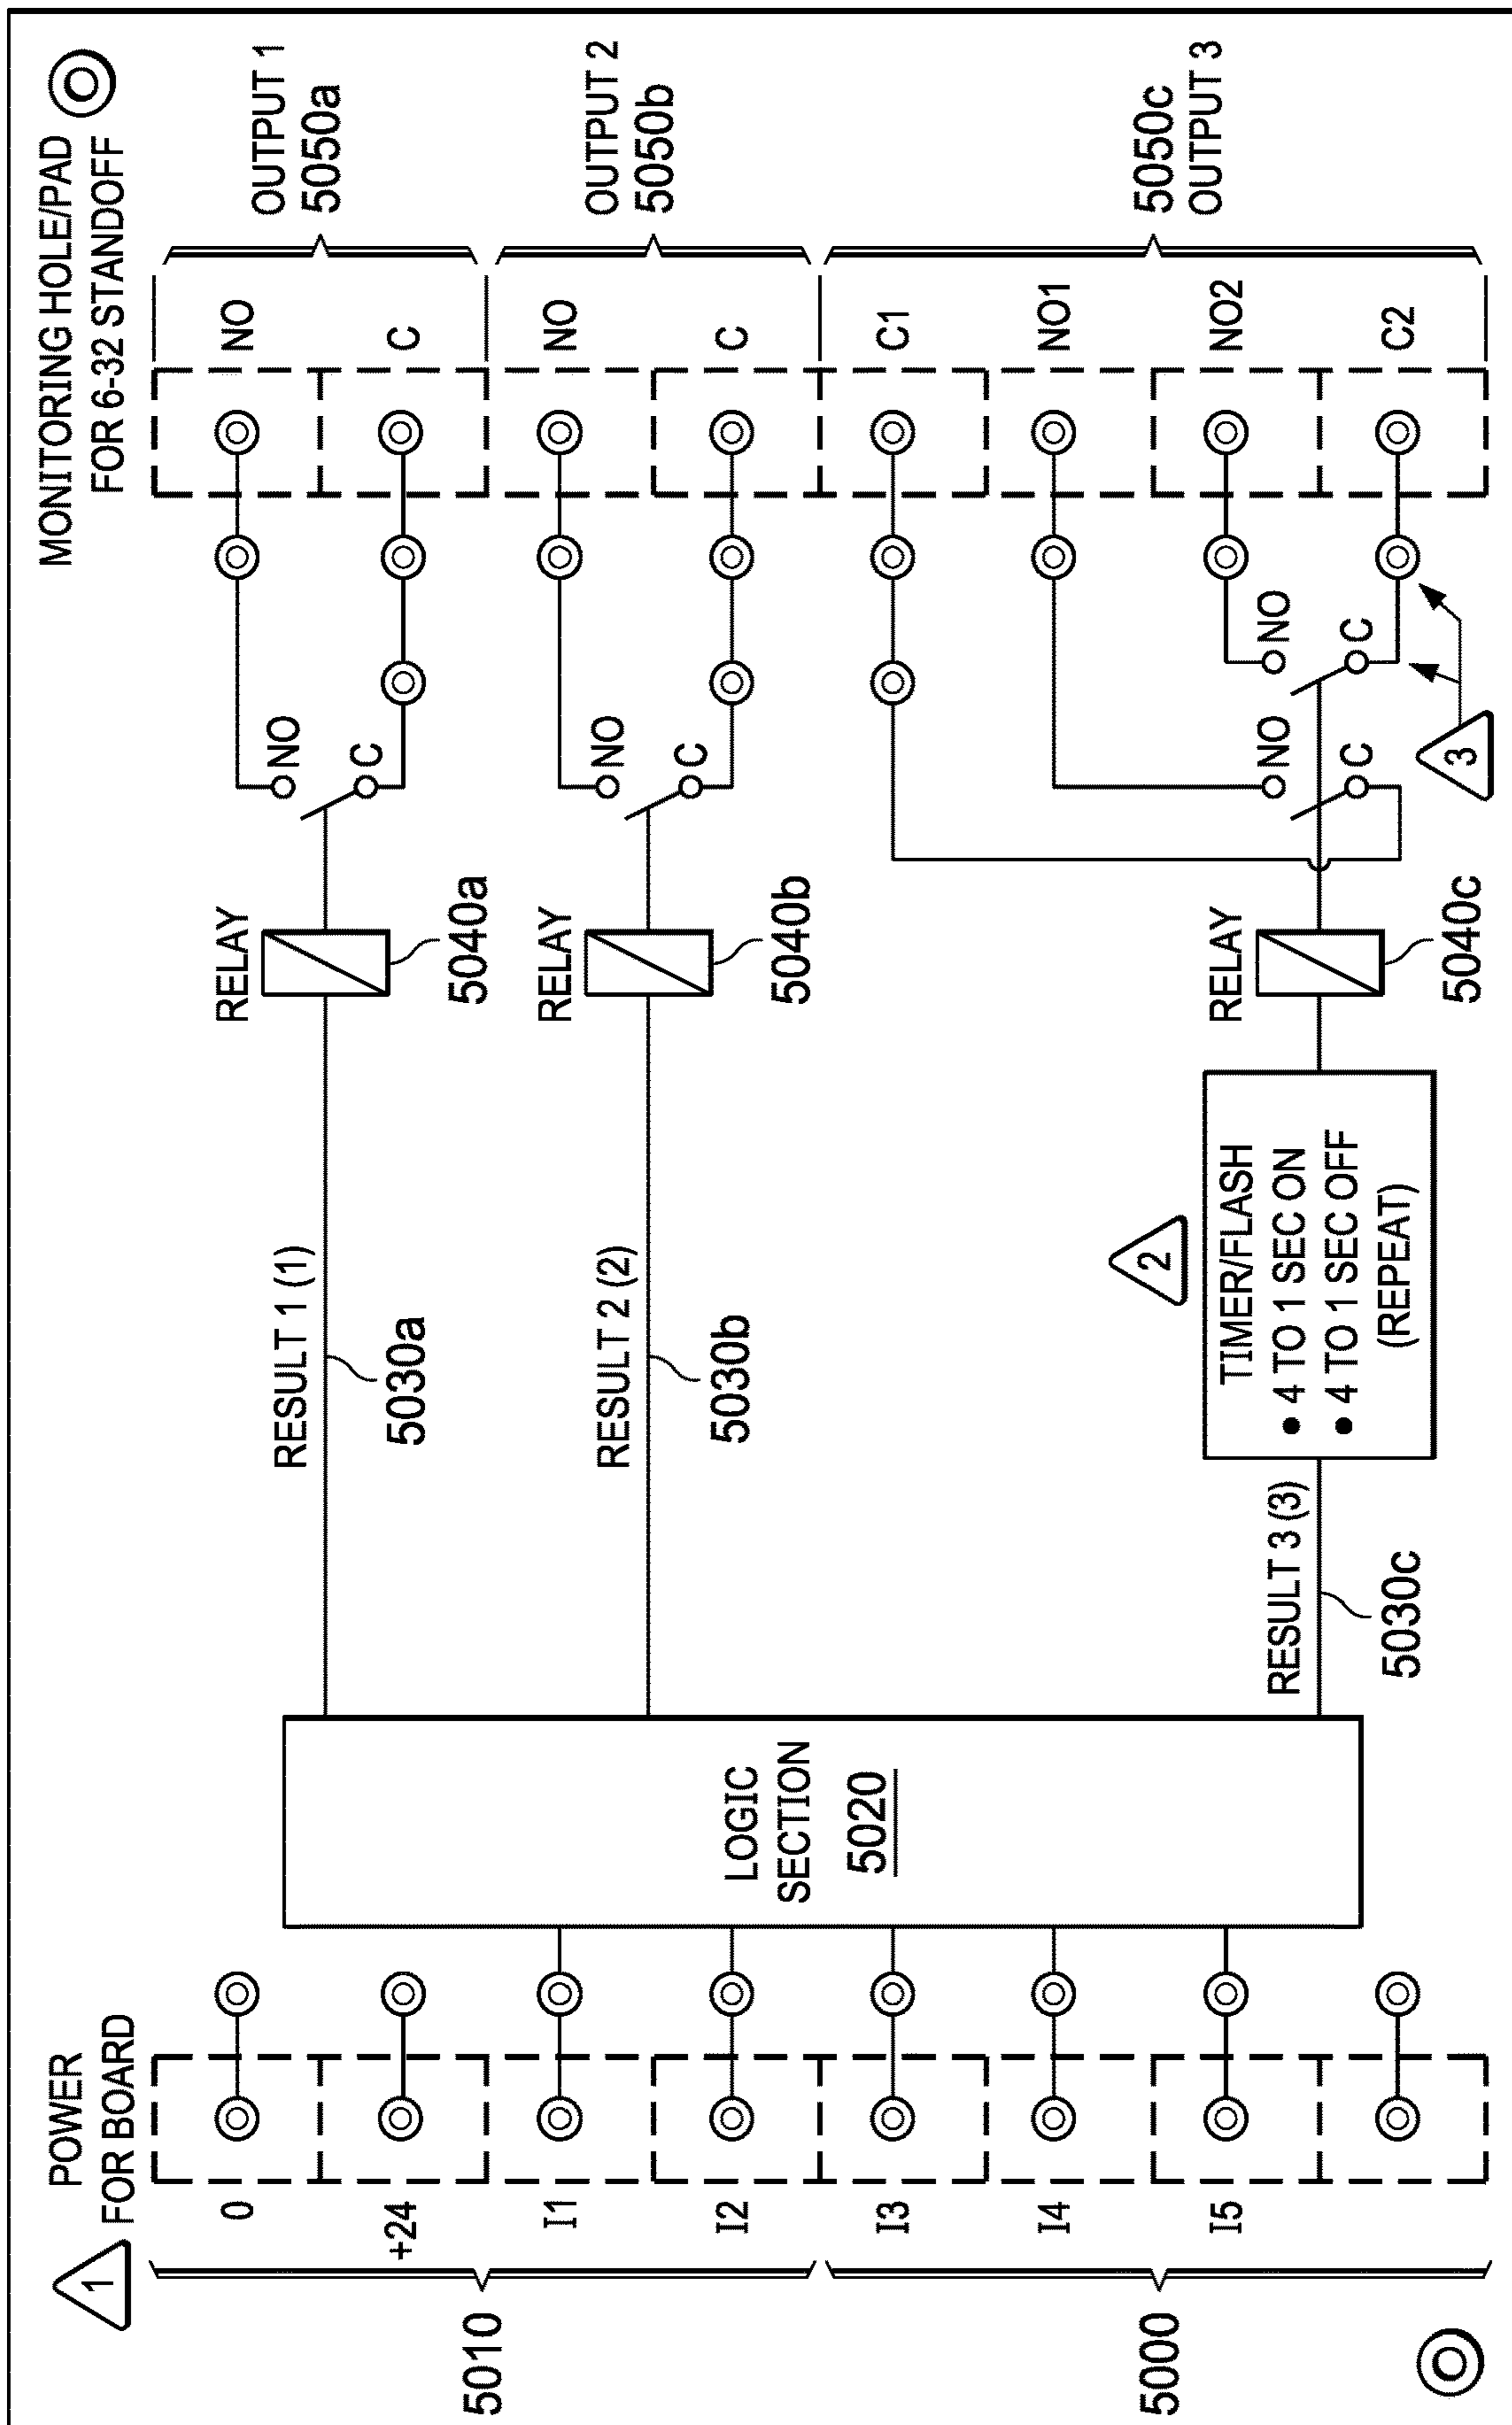 POWER
FOR BOARD
1
0
+24
I1
I2
I3
I4
I5
5010
5000
LOGIC
SECTION
5020
RESULT 1 (1)
5030a
RESULT 2 (2)
5030b
RESULT 3 (3)
5030c
2
TIMER/FLASH
• 4 TO 1 SEC ON
• 4 TO 1 SEC OFF
(REPEAT)
RELAY
5040a
RELAY
5040b
RELAY
5040c
NO
C
NO
C
NO
C
NO
C
3
MONITORING HOLE/PAD
FOR 6-32 STANDOFF
NO
C
NO
C
C1
NO1
NO2
C2
OUTPUT 1
5050a
OUTPUT 2
5050b
5050c
OUTPUT 3